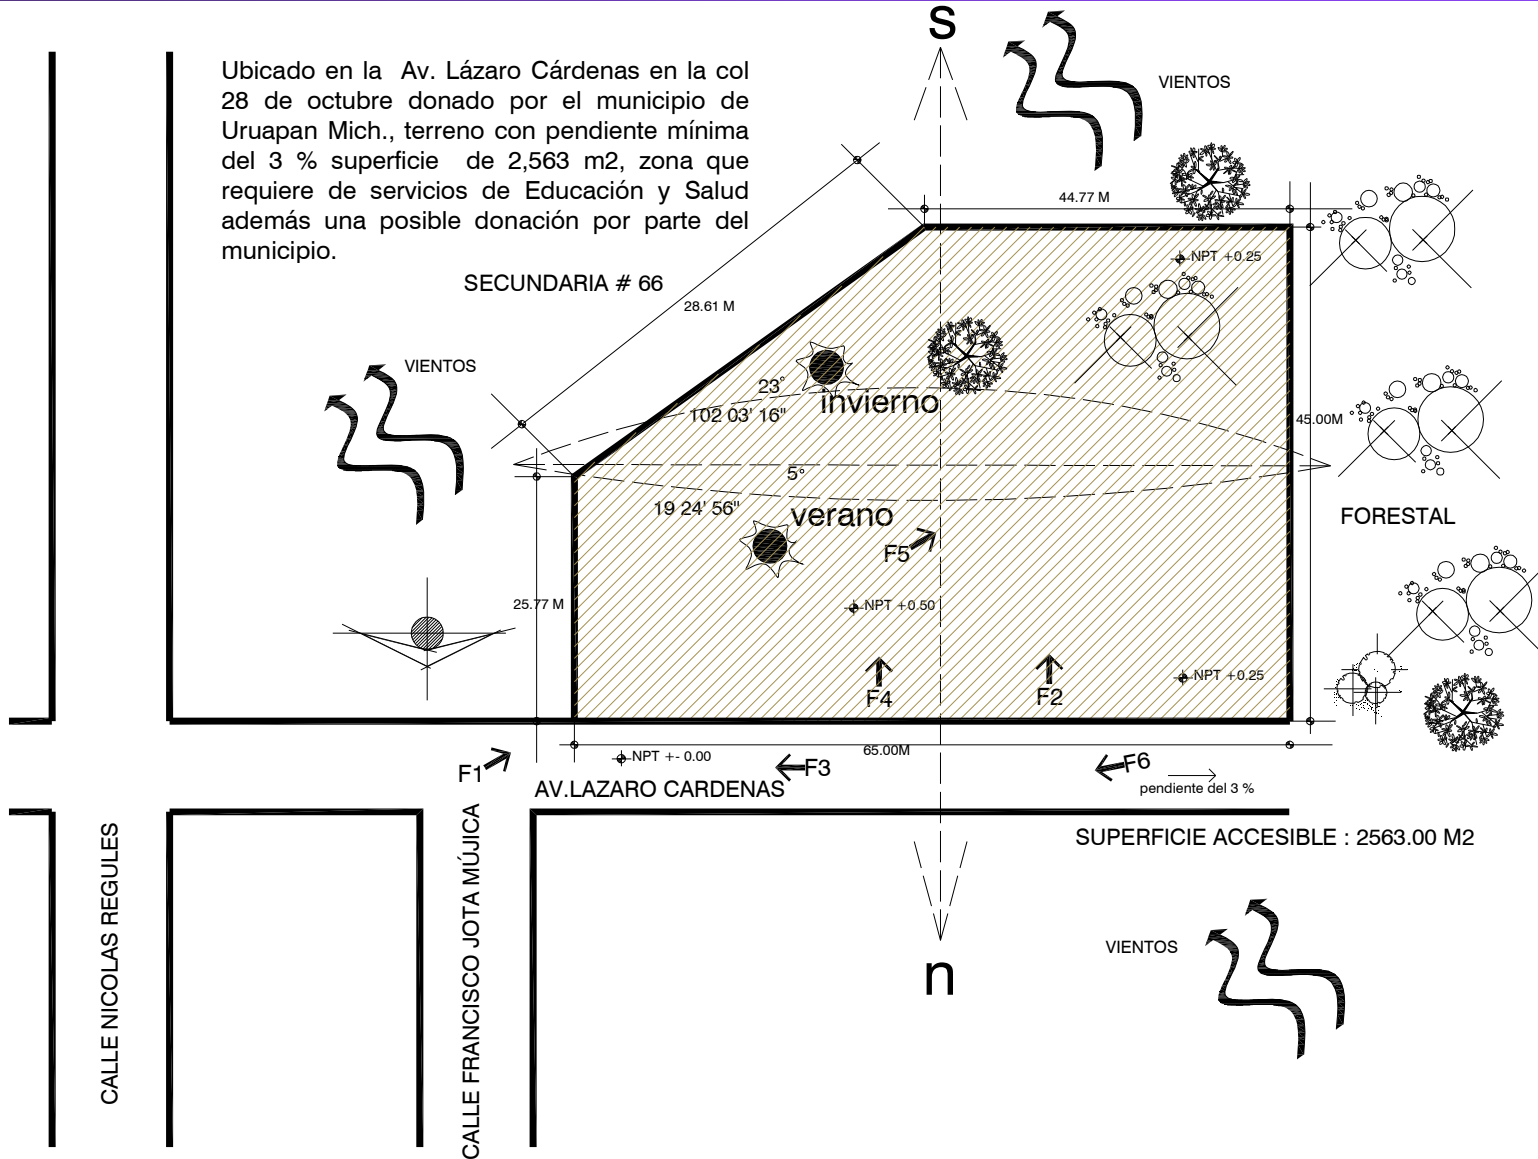 S
VIENTOS
Ubicado en la Av. Lázaro Cárdenas en la col
28 de octubre donado por el municipio de
Uruapan Mich., terreno con pendiente mínima
del 3 % superficie de 2,563 m2, zona que
requiere de servicios de Educación y Salud
además una posible donación por parte del
municipio.
44.77 M
NPT +0.25
SECUNDARIA # 66
28.61 M
VIENTOS
23°
invierno
102 03' 16"
45.00M
5°
19 24' 56"
verano
FORESTAL
F5
25.77 M
NPT +0.50
NPT +0.25
F4
F2
65.00M
NPT +- 0.00
F1
F3
F6
AV.LAZARO CARDENAS
pendiente del 3 %
SUPERFICIE ACCESIBLE : 2563.00 M2
CALLE NICOLAS REGULES
CALLE FRANCISCO JOTA MÚJICA
VIENTOS
n